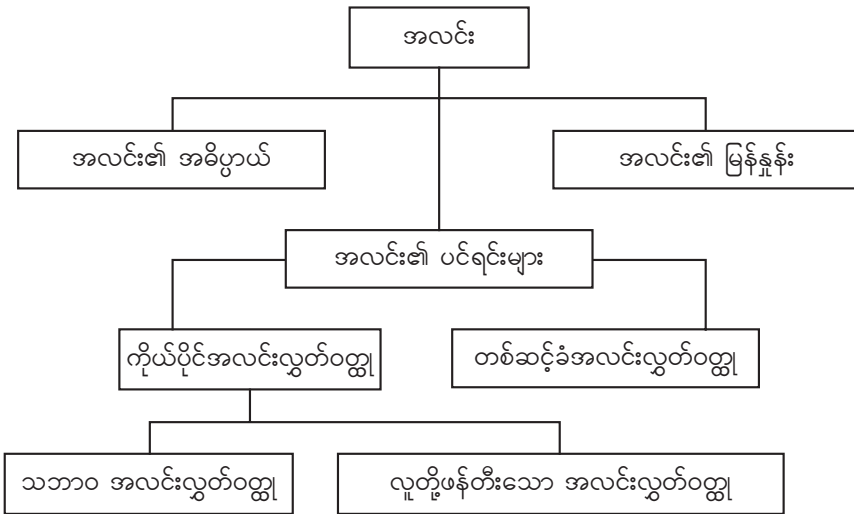 အလင်း
အလင်း၏ အဓိပ္ပာယ်
အလင်း၏ မြန်နှုန်း
အလင်း၏ ပင်ရင်းများ
ကိုယ်ပိုင်အလင်းလွှတ်ဝတ္ထု
တစ်ဆင့်ခံအလင်းလွှတ်ဝတ္ထု
သဘာဝ အလင်းလွှတ်ဝတ္ထု
လူတို့ဖန်တီးသော အလင်းလွှတ်ဝတ္ထု